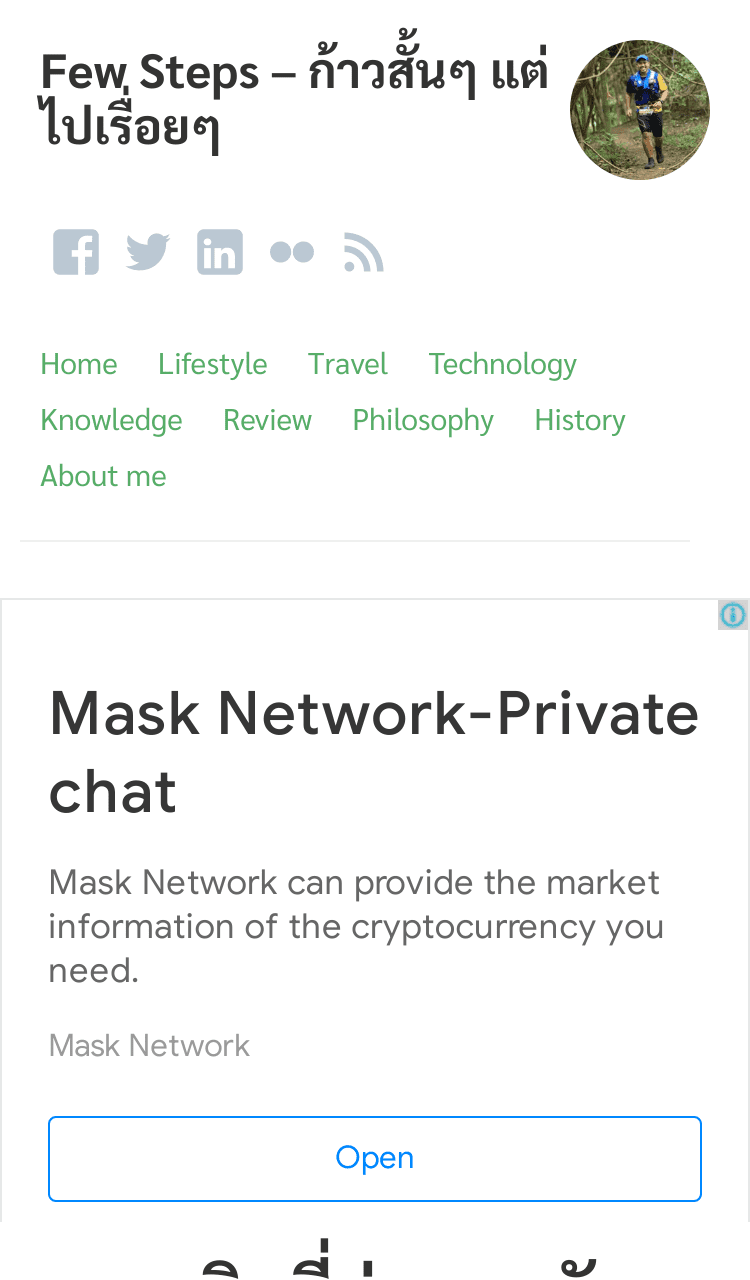 Few Steps – ก้าวสั้นๆ แต่
ไปเรื่อยๆ
Home Lifestyle Travel Technology
Knowledge Review Philosophy History
About me
Mask Network-Private
chat
Mask Network can provide the market
information of the cryptocurrency you
need.
Mask Network
Open